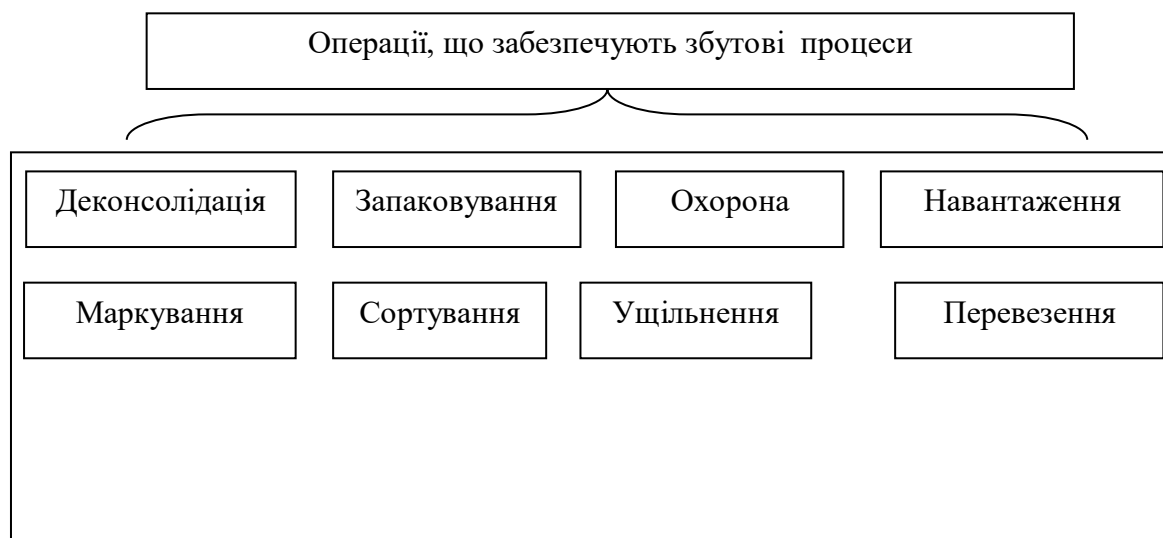 Операції, що забезпечують збутові процеси
Деконсолідація
Запаковування
Охорона
Навантаження
Маркування
Сортування
Ущільнення
Перевезення